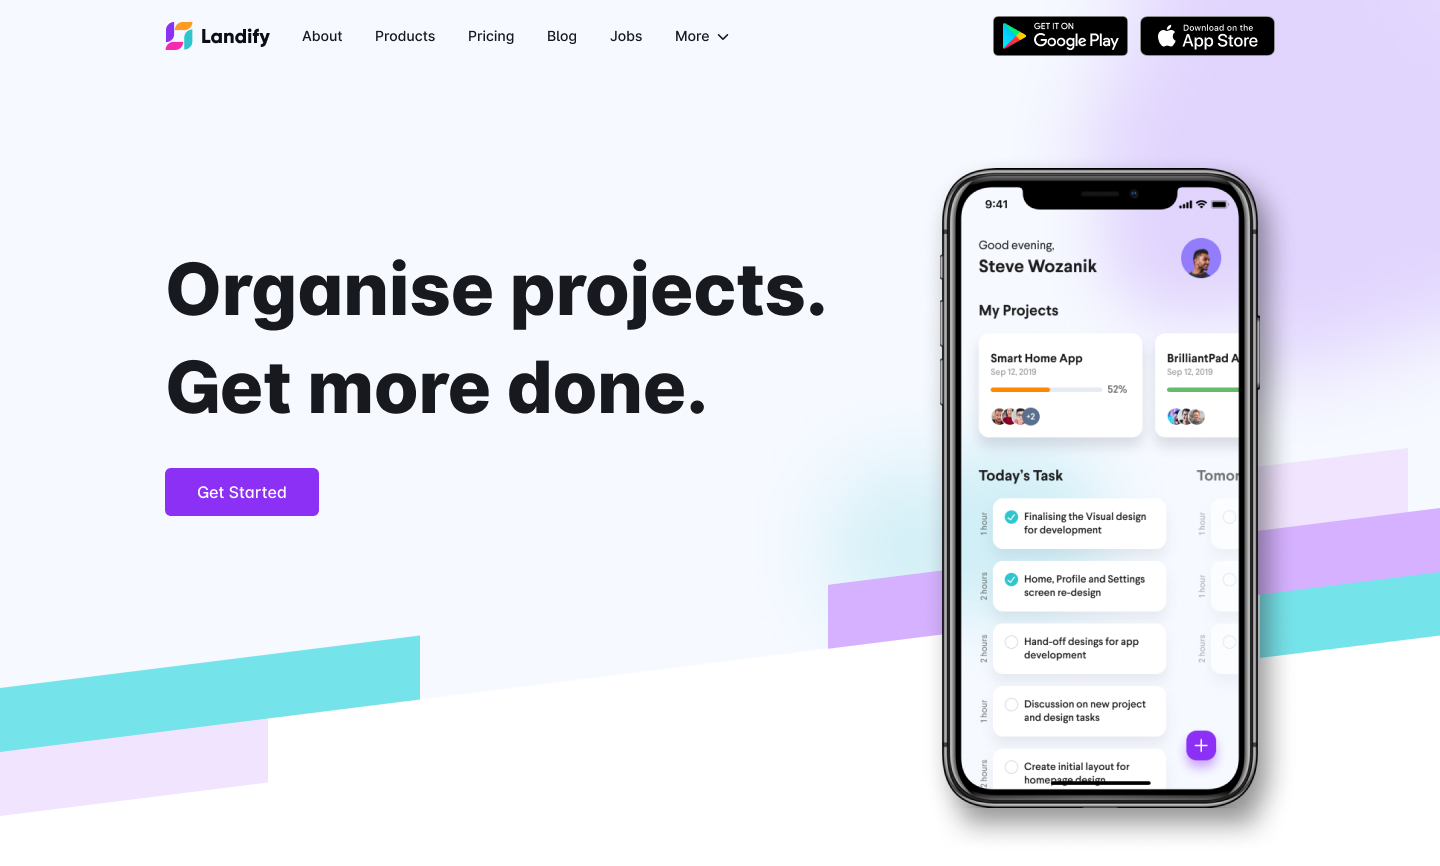 Landify
About
Products
Pricing
Blog
Jobs
More
GET IT ON
Google Play
Download on the
App Store
Organise projects.
Get more done.
Get Started
9:41
Good evening,
Steve Wozanik
My Projects
Smart Home App
Sep 12, 2019
52%
+2
BrilliantPad A
Sep 12, 2019
Today's Task
Tomor
1 hour
Finalising the Visual design
for development
1 hour
2 hours
Home, Profile and Settings
screen re-design
1 hour
2 hours
Hand-off desings for app
development
2 hours
1 hour
Discussion on new project
and design tasks
2 hours
Create initial layout for
homepage design